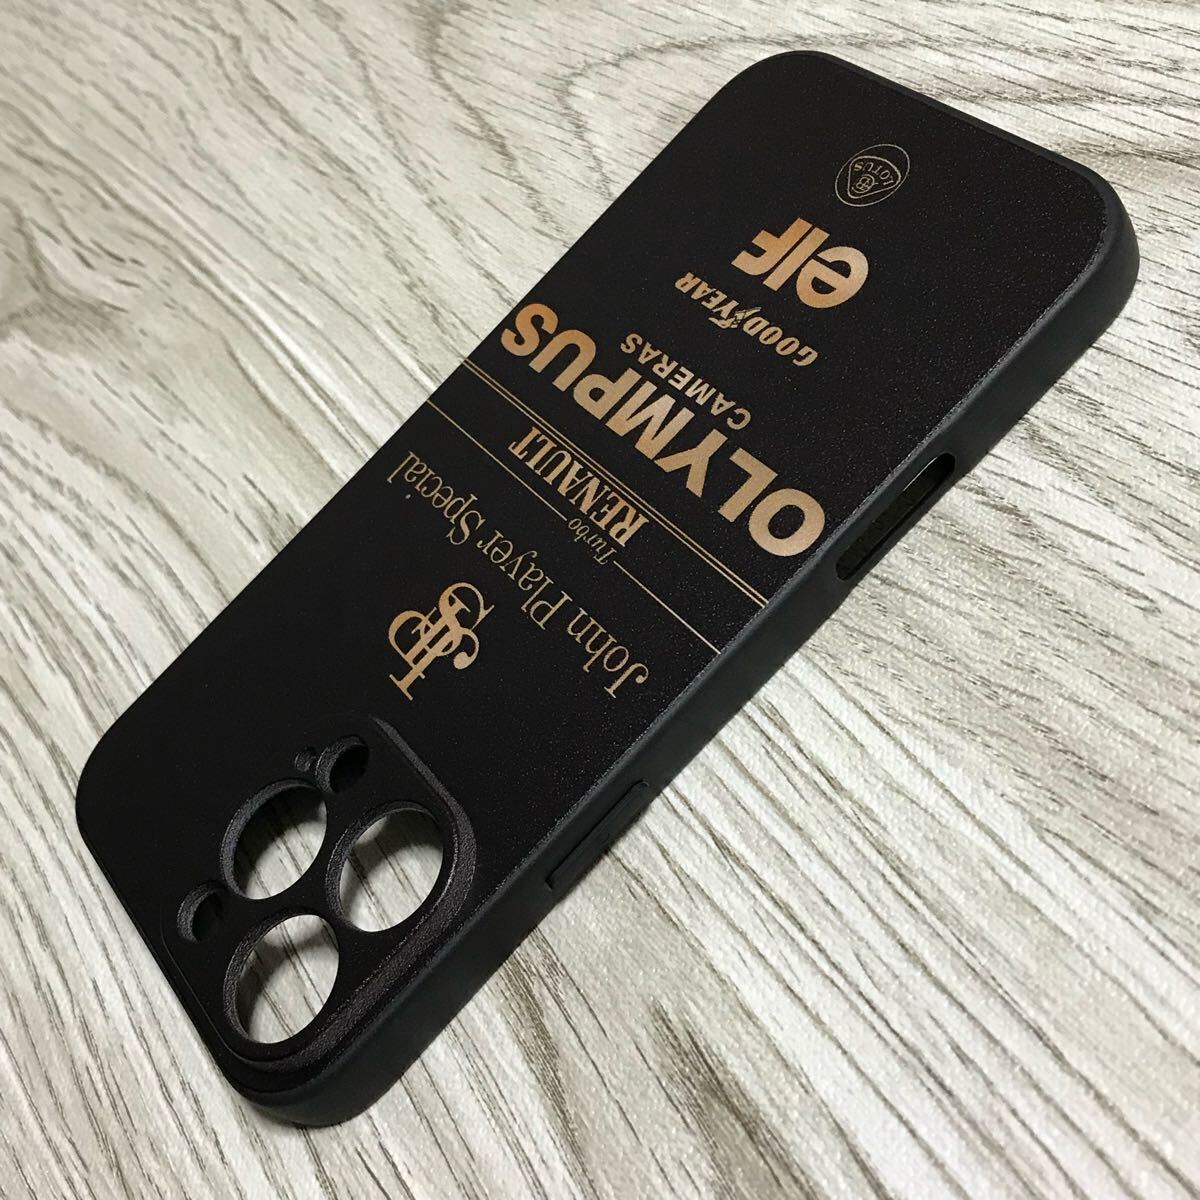 JPS
John Player Special
Turbo
RENAULT
OLYMPUS
CAMERAS
GOODYEAR
elf
LOTUS